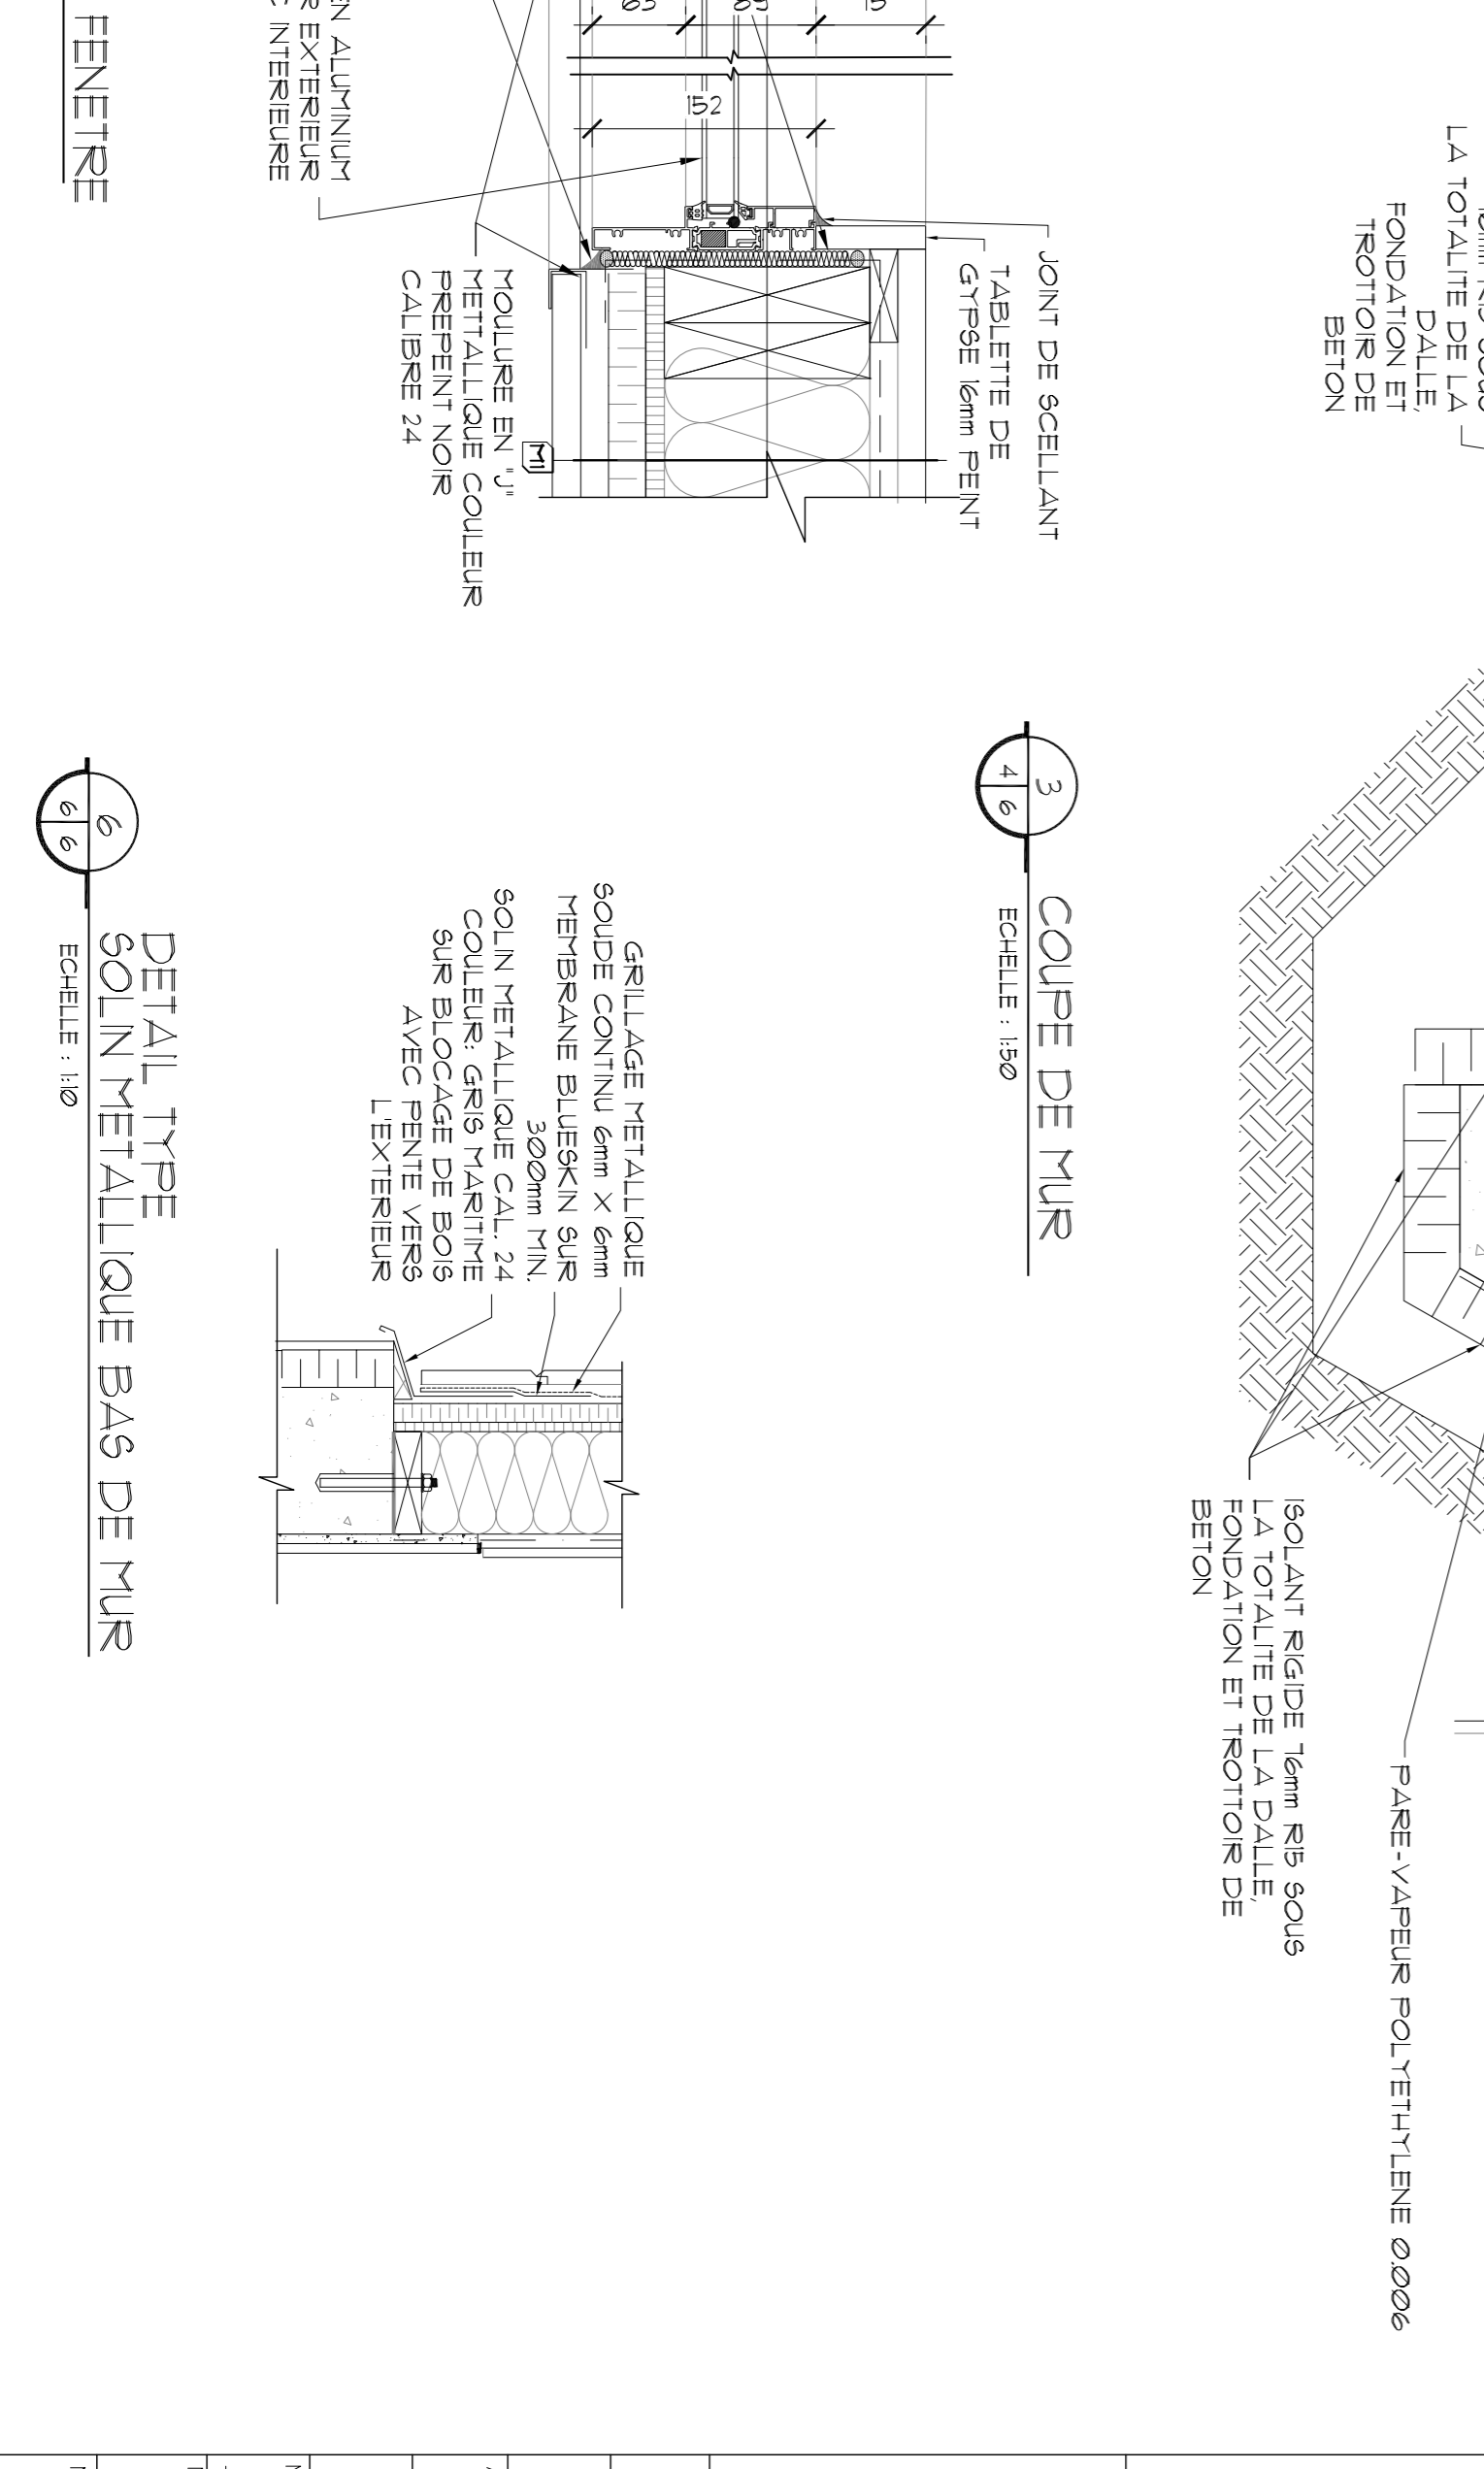 LA TOTALITE DE LA
DALLE,
FONDATION ET
TROTTOIR DE
BETON
152
JOINT DE SCELLANT
TABLETTE DE
GYPSE 16mm PEINT
EN ALUMINIUM
EXTERIEUR
INTERIEURE
MOULURE EN "J"
METTALLIQUE COULEUR
PREPEINT NOIR
CALIBRE 24
M1
FENETRE
3
4 6
COUPE DE MUR
ECHELLE : 1:50
ISOLANT RIGIDE 76mm R15 SOUS
LA TOTALITE DE LA DALLE,
FONDATION ET TROTTOIR DE
BETON
PARE-VAPEUR POLYETHYLENE 0.006
GRILLAGE METALLIQUE
SOUDE CONTINU 6mm X 6mm
MEMBRANE BLUESKIN SUR
300mm MIN.
SOLIN METALLIQUE CAL. 24
COULEUR: GRIS MARITIME
SUR BLOCAGE DE BOIS
AVEC PENTE VERS
L'EXTERIEUR
6
6 6
DETAIL TYPE
SOLIN METALLIQUE BAS DE MUR
ECHELLE : 1:10